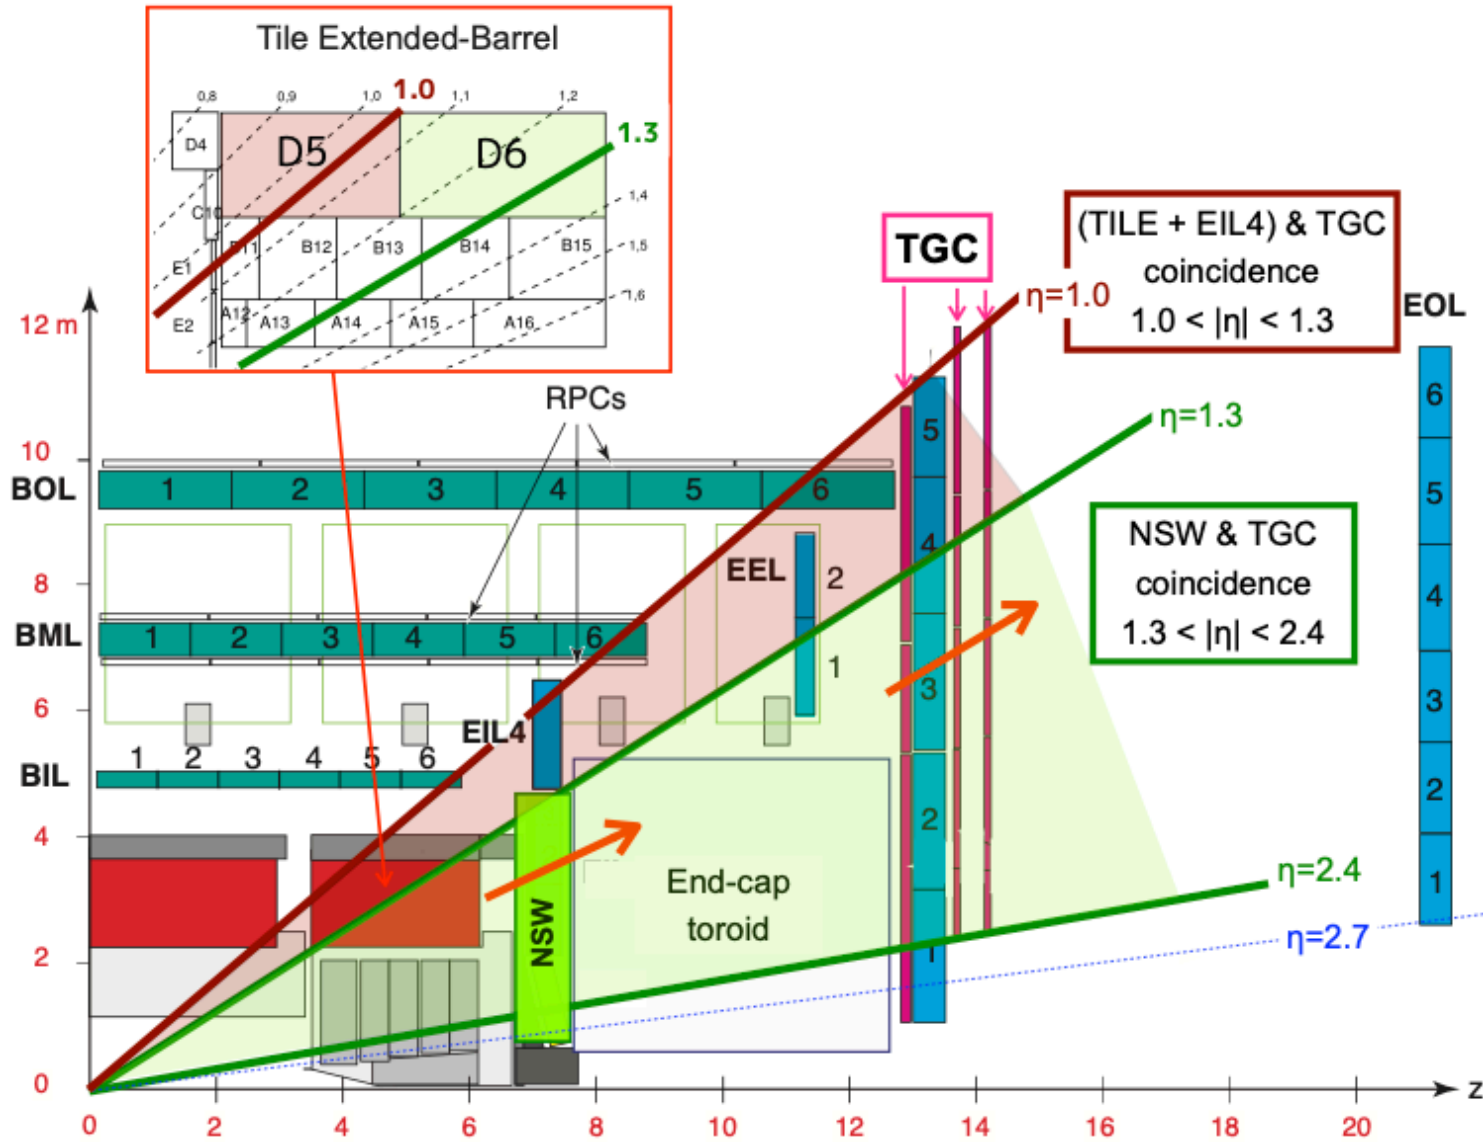 Tile Extended-Barrel
0,8
0,9
1,0
1.0
1,1
1,2
D4
D5
D6
1.3
C10
1,4
B11
B12
B13
B14
B15
1,5
E1
1,6
E2
A12
A13
A14
A15
A16
TGC
(TILE + EIL4) & TGC
coincidence
1.0 < |η| < 1.3
η=1.0
EOL
12 m
RPCs
η=1.3
10
BOL
1 2 3 4 5 6
5
6
NSW & TGC
coincidence
1.3 < |η| < 2.4
8
EEL
2
1
4
5
4
BML
1 2 3 4 5 6
6
EIL4
3
3
BIL
1 2 3 4 5 6
4
2
2
End-cap
toroid
NSW
η=2.4
1
2
η=2.7
1
0
z
0 2 4 6 8 10 12 14 16 18 20